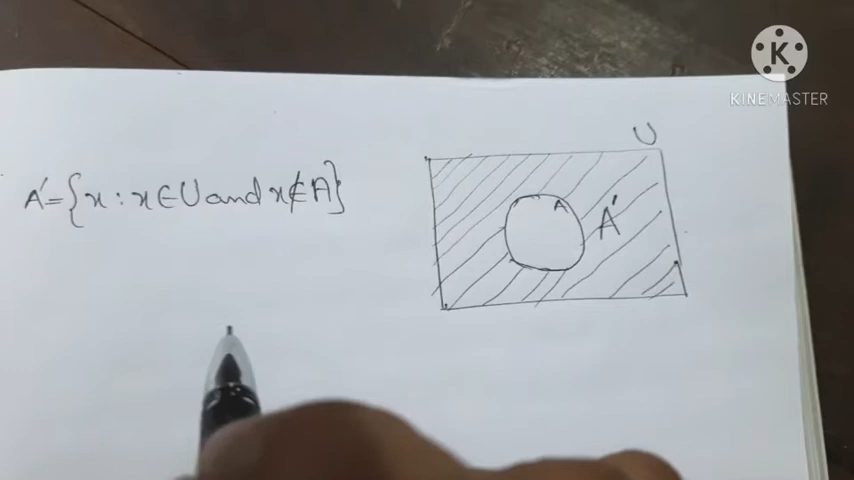 K
KINEMASTER
U
A'={x : x∈U and x∉A}
A
A'